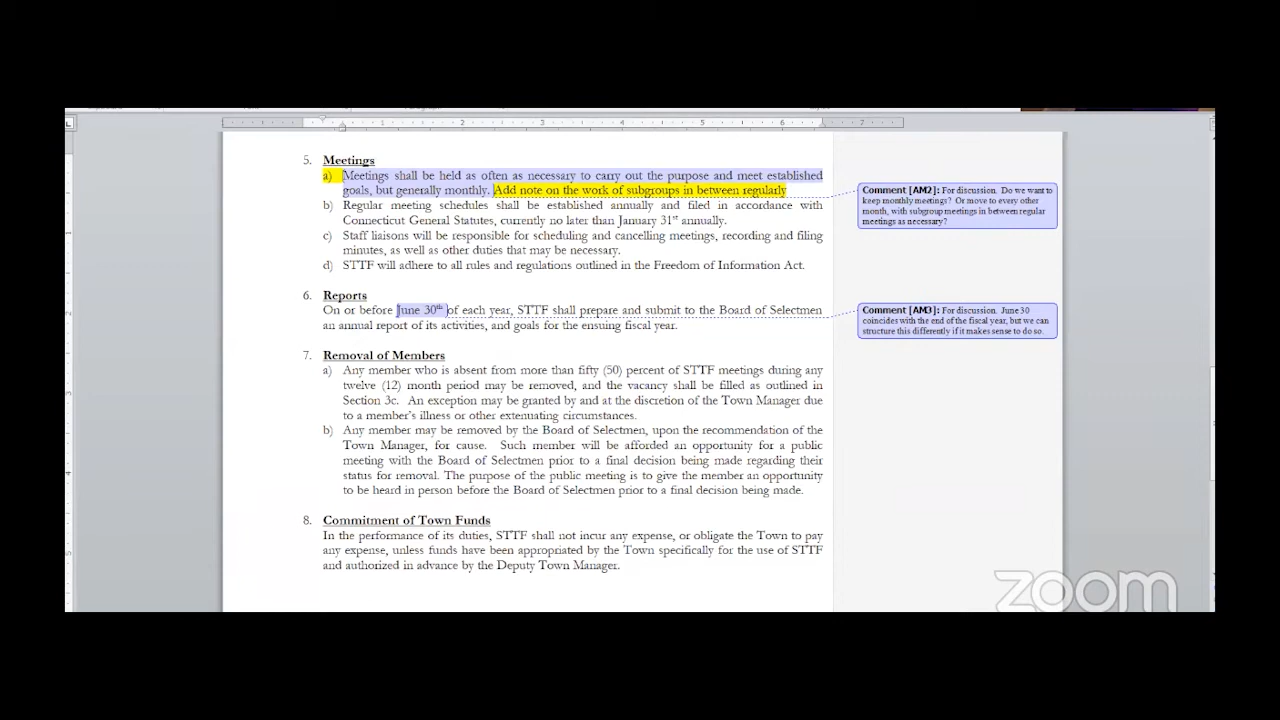 1 2 3 4 5 6 7
5. Meetings
a) Meetings shall be held as often as necessary to carry out the purpose and meet established
goals, but generally monthly. Add note on the work of subgroups in between regularly
b) Regular meeting schedules shall be established annually and filed in accordance with
Connecticut General Statutes, currently no later than January 31st annually.
c) Staff liaisons will be responsible for scheduling and cancelling meetings, recording and filing
minutes, as well as other duties that may be necessary.
d) STTF will adhere to all rules and regulations outlined in the Freedom of Information Act.
Comment [AM2]: For discussion. Do we want to
keep monthly meetings? Or move to every other
month, with subgroup meetings in between regular
meetings as necessary?
6. Reports
On or before June 30th of each year, STTF shall prepare and submit to the Board of Selectmen
an annual report of its activities, and goals for the ensuing fiscal year.
Comment [AM3]: For discussion. June 30
coincides with the end of the fiscal year, but we can
structure this differently if it makes sense to do so.
7. Removal of Members
a) Any member who is absent from more than fifty (50) percent of STTF meetings during any
twelve (12) month period may be removed, and the vacancy shall be filled as outlined in
Section 3c. An exception may be granted by and at the discretion of the Town Manager due
to a member's illness or other extenuating circumstances.
b) Any member may be removed by the Board of Selectmen, upon the recommendation of the
Town Manager, for cause. Such member will be afforded an opportunity for a public
meeting with the Board of Selectmen prior to a final decision being made regarding their
status for removal. The purpose of the public meeting is to give the member an opportunity
to be heard in person before the Board of Selectmen prior to a final decision being made.
8. Commitment of Town Funds
In the performance of its duties, STTF shall not incur any expense, or obligate the Town to pay
any expense, unless funds have been appropriated by the Town specifically for the use of STTF
and authorized in advance by the Deputy Town Manager.
zoom